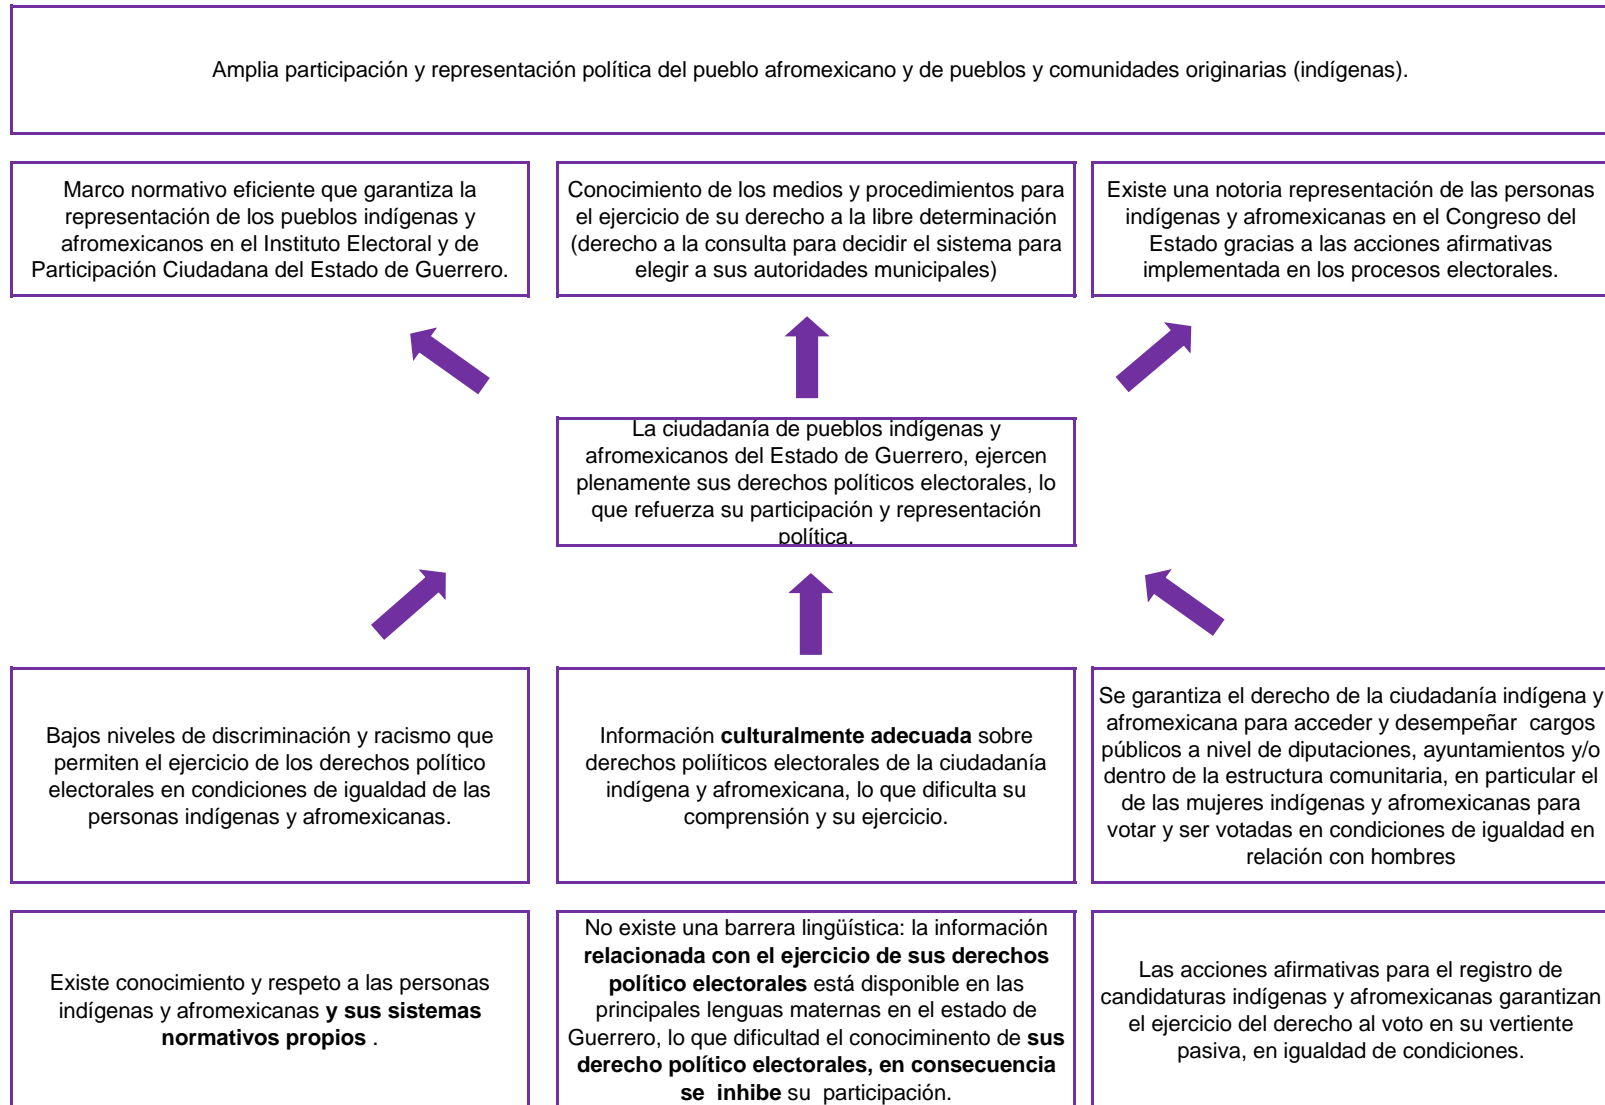 Amplia participación y representación política del pueblo afromexicano y de pueblos y comunidades originarias (indígenas).
Marco normativo eficiente que garantiza la
representación de los pueblos indígenas y
afromexicanos en el Instituto Electoral y de
Participación Ciudadana del Estado de Guerrero.
Conocimiento de los medios y procedimientos para
el ejercicio de su derecho a la libre determinación
(derecho a la consulta para decidir el sistema para
elegir a sus autoridades municipales)
Existe una notoria representación de las personas
indígenas y afromexicanas en el Congreso del
Estado gracias a las acciones afirmativas
implementada en los procesos electorales.
La ciudadanía de pueblos indígenas y
afromexicanos del Estado de Guerrero, ejercen
plenamente sus derechos políticos electorales, lo
que refuerza su participación y representación
política.
Bajos niveles de discriminación y racismo que
permiten el ejercicio de los derechos político
electorales en condiciones de igualdad de las
personas indígenas y afromexicanas.
Información culturalmente adecuada sobre
derechos poliíticos electorales de la ciudadanía
indígena y afromexicana, lo que dificulta su
comprensión y su ejercicio.
Se garantiza el derecho de la ciudadanía indígena y
afromexicana para acceder y desempeñar cargos
públicos a nivel de diputaciones, ayuntamientos y/o
dentro de la estructura comunitaria, en particular el
de las mujeres indígenas y afromexicanas para
votar y ser votadas en condiciones de igualdad en
relación con hombres
Existe conocimiento y respeto a las personas
indígenas y afromexicanas y sus sistemas
normativos propios .
No existe una barrera lingüística: la información
relacionada con el ejercicio de sus derechos
político electorales está disponible en las
principales lenguas maternas en el estado de
Guerrero, lo que dificultad el conociminento de sus
derecho político electorales, en consecuencia
se inhibe su participación.
Las acciones afirmativas para el registro de
candidaturas indígenas y afromexicanas garantizan
el ejercicio del derecho al voto en su vertiente
pasiva, en igualdad de condiciones.